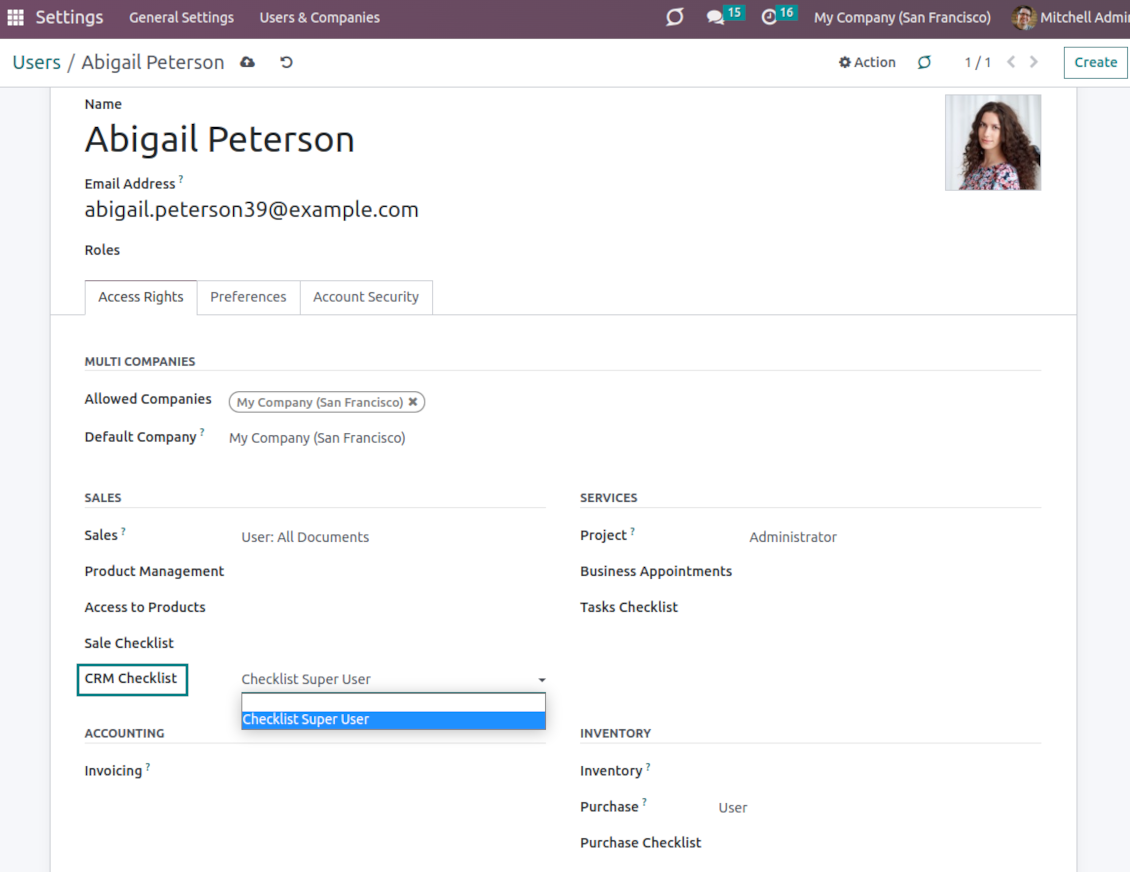 Settings General Settings Users & Companies 15 16 My Company (San Francisco) Mitchell Admi
Users / Abigail Peterson Action 1 / 1 Create
Name
Abigail Peterson
Email Address ?
abigail.peterson39@example.com
Roles
Access Rights Preferences Account Security
MULTI COMPANIES
Allowed Companies My Company (San Francisco) ✖
Default Company ? My Company (San Francisco)
SALES SERVICES
Sales ? User: All Documents Project ? Administrator
Product Management Business Appointments
Access to Products Tasks Checklist
Sale Checklist
CRM Checklist Checklist Super User
Checklist Super User
ACCOUNTING INVENTORY
Invoicing ? Inventory ?
Purchase ? User
Purchase Checklist